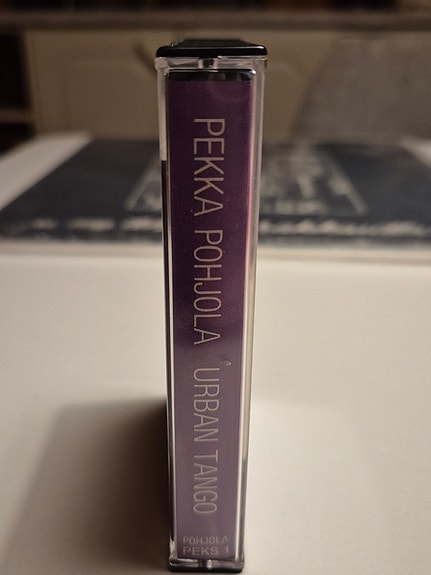 PEKKA POHJOLA URBAN TANGO
POHJOLA
PEKS 1